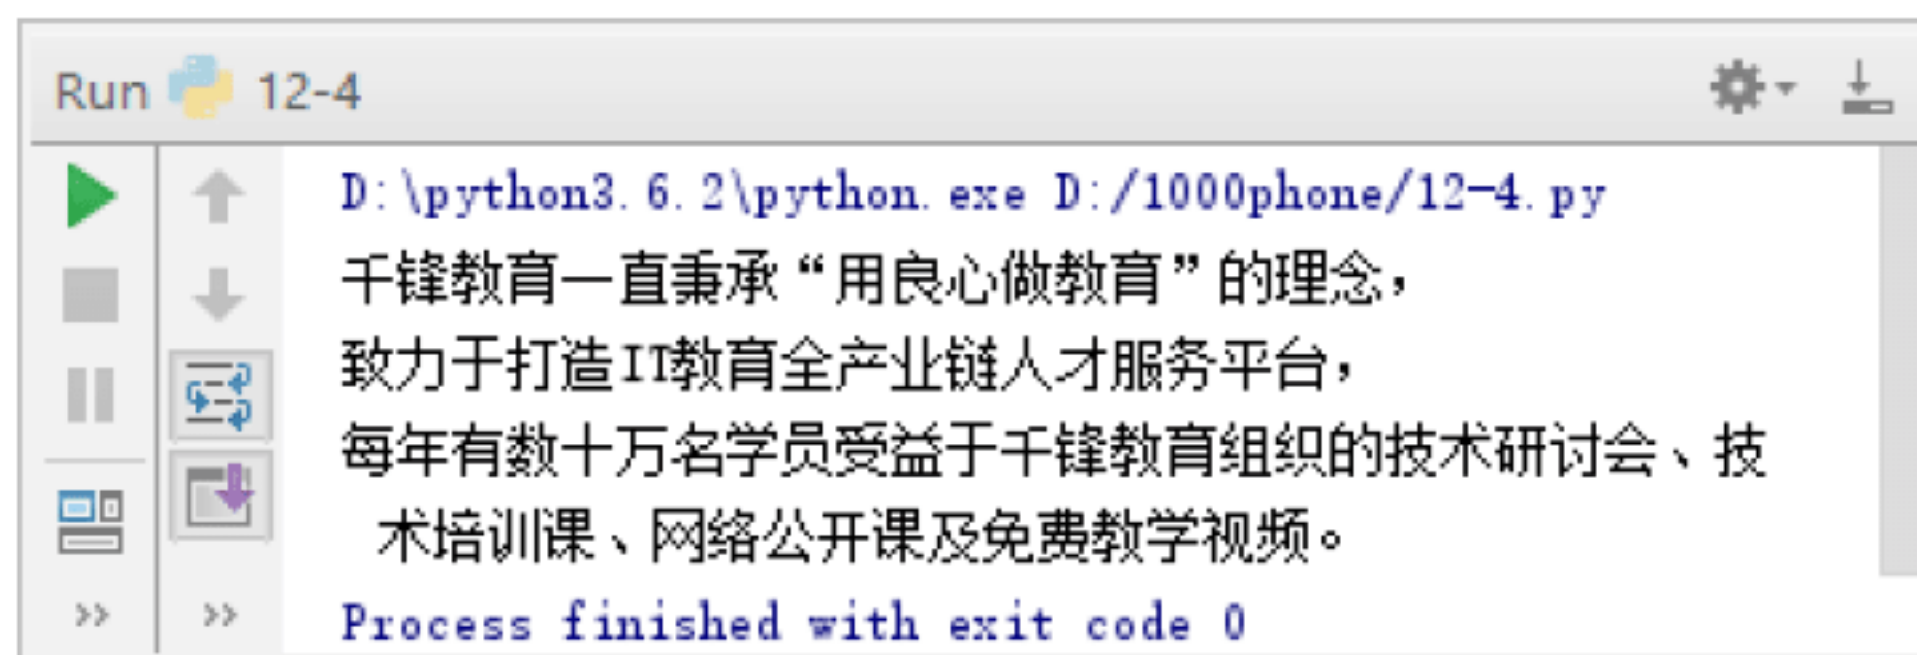 Run 12-4
D:\python3.6.2\python.exe D:/1000phone/12-4.py
千锋教育一直秉承“用良心做教育”的理念，
致力于打造IT教育全产业链人才服务平台，
每年有数十万名学员受益于千锋教育组织的技术研讨会、技
术培训课、网络公开课及免费教学视频。
Process finished with exit code 0